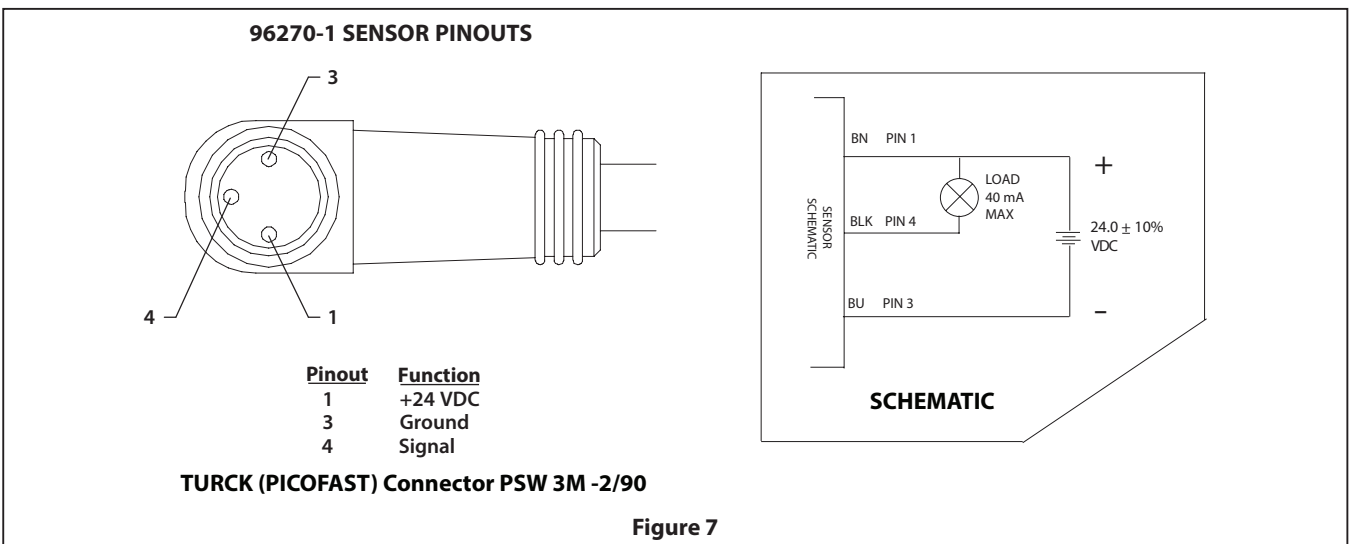 96270-1 SENSOR PINOUTS
3
4
1
Pinout Function
1 +24 VDC
3 Ground
4 Signal
TURCK (PICOFAST) Connector PSW 3M -2/90
SENSOR
SCHEMATIC
BN PIN 1
LOAD
40 mA
MAX
BLK PIN 4
BU PIN 3
+
24.0 ± 10%
VDC
–
SCHEMATIC
Figure 7